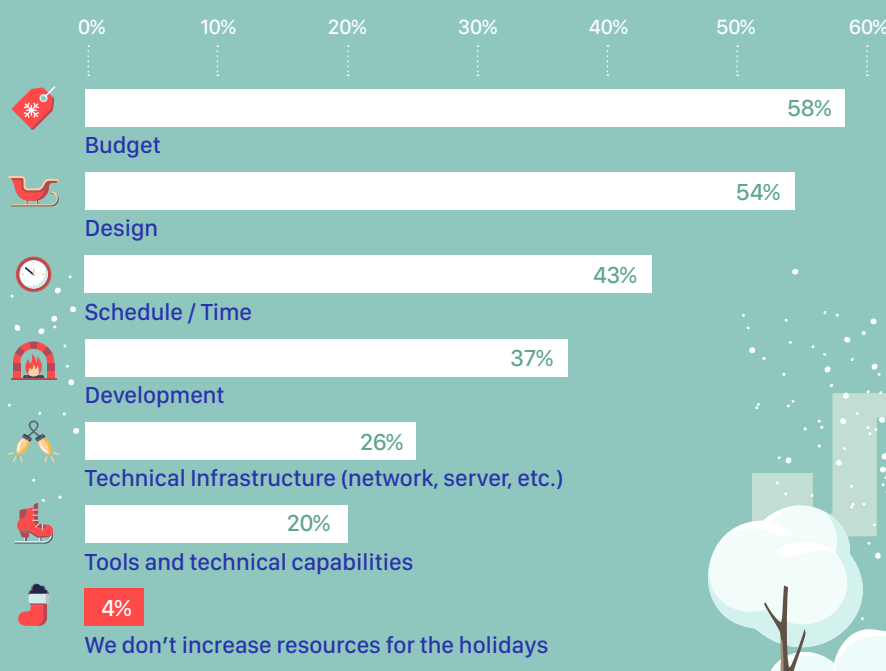 0% 10% 20% 30% 40% 50% 60%
58%
Budget
54%
Design
43%
Schedule / Time
37%
Development
26%
Technical Infrastructure (network, server, etc.)
20%
Tools and technical capabilities
4%
We don’t increase resources for the holidays